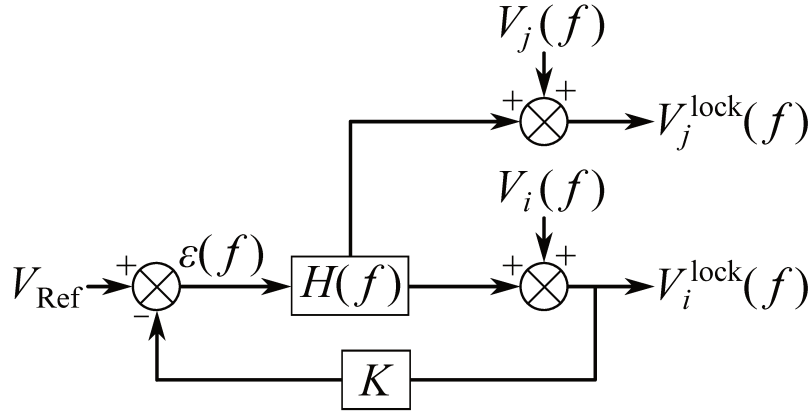 V_j(f)
+ +
V_j^lock(f)
V_i(f)
+ ε(f) + +
V_Ref H(f) V_i^lock(f)
−
K